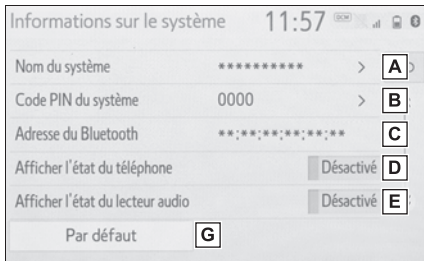 Informations sur le système 11:57 DCM
Nom du système ********** > A
Code PIN du système 0000 > B
Adresse du Bluetooth **:**:**:**:**:** C
Afficher l'état du téléphone Désactivé D
Afficher l'état du lecteur audio Désactivé E
Par défaut G